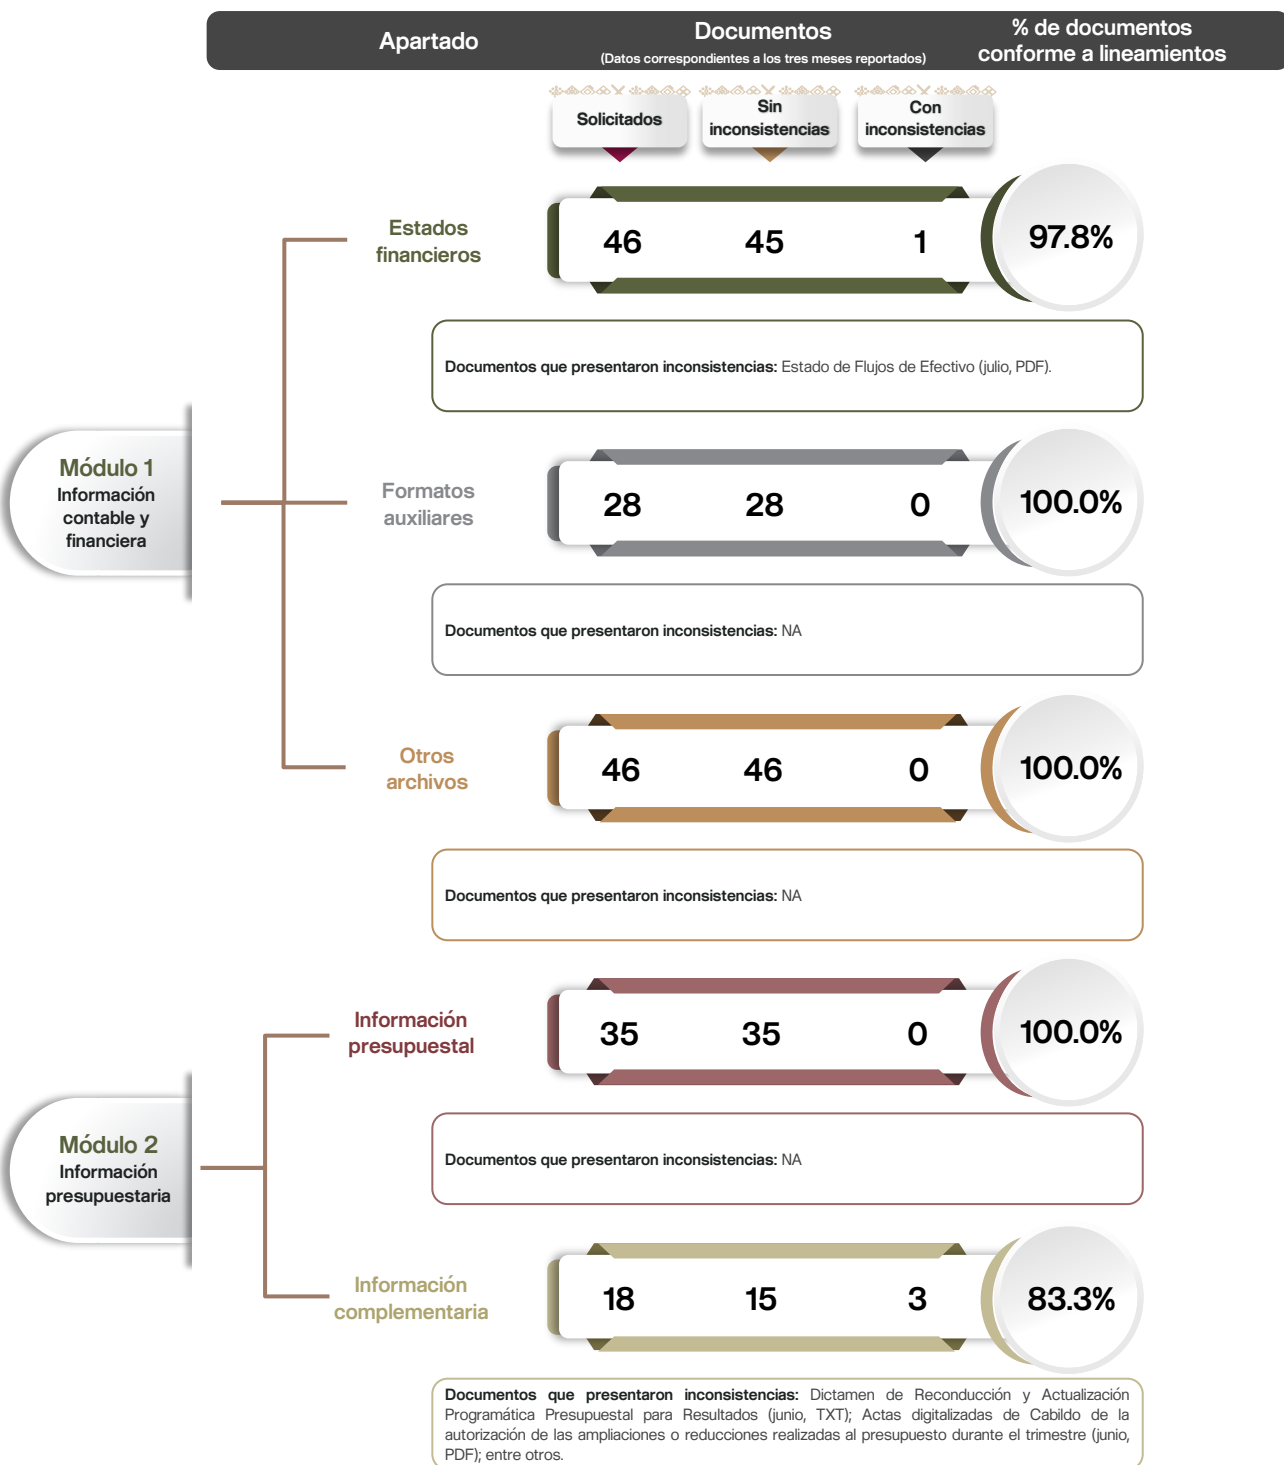 Apartado
Documentos
(Datos correspondientes a los tres meses reportados)
% de documentos
conforme a lineamientos
Solicitados
Sin
inconsistencias
Con
inconsistencias
Módulo 1
Información
contable y
financiera
Estados
financieros
46 45 1 97.8%
Documentos que presentaron inconsistencias: Estado de Flujos de Efectivo (julio, PDF).
Formatos
auxiliares
28 28 0 100.0%
Documentos que presentaron inconsistencias: NA
Otros
archivos
46 46 0 100.0%
Documentos que presentaron inconsistencias: NA
Módulo 2
Información
presupuestaria
Información
presupuestal
35 35 0 100.0%
Documentos que presentaron inconsistencias: NA
Información
complementaria
18 15 3 83.3%
Documentos que presentaron inconsistencias: Dictamen de Reconducción y Actualización
Programática Presupuestal para Resultados (junio, TXT); Actas digitalizadas de Cabildo de la
autorización de las ampliaciones o reducciones realizadas al presupuesto durante el trimestre (junio,
PDF); entre otros.